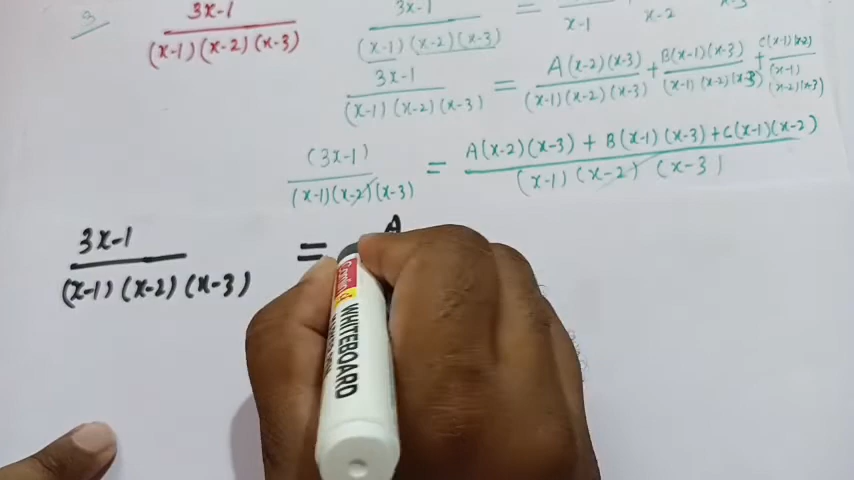 3 3x-1 3x-1 =
(x-1)(x-2)(x-3) (x-1)(x-2)(x-3) x-1 x-2
3x-1 = A(x-2)(x-3) + B(x-1)(x-3) + C(x-1)(x-2)
(x-1)(x-2)(x-3) (x-1)(x-2)(x-3) (x-1)(x-2)(x-3) (x-1)
(x-2)(x-3)
(3x-1) = A(x-2)(x-3) + B(x-1)(x-3) + C(x-1)(x-2)
(x-1)(x-2)(x-3) (x-1)(x-2)(x-3)
3x-1 = A
(x-1)(x-2)(x-3)
WHITEBOARD